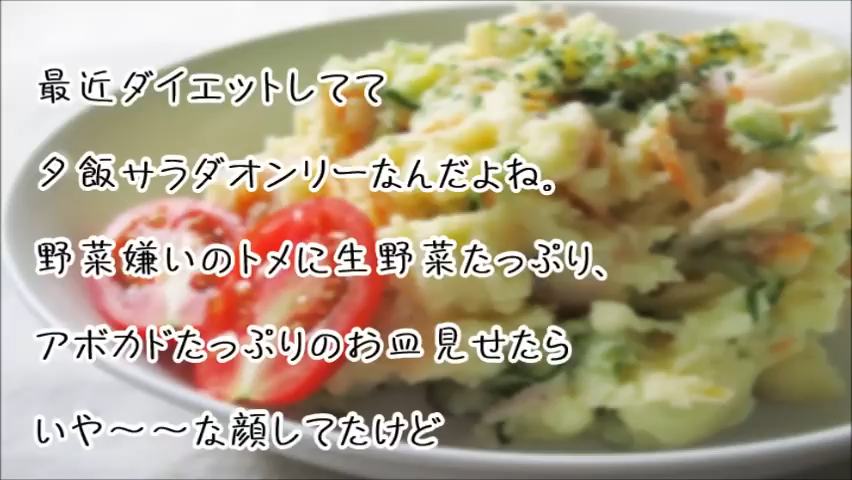 最近ダイエットしてて
夕飯サラダオンリーなんだよね。
野菜嫌いのトメに生野菜たっぷり、
アボカドたっぷりのお皿見せたら
いや～～な顔してたけど